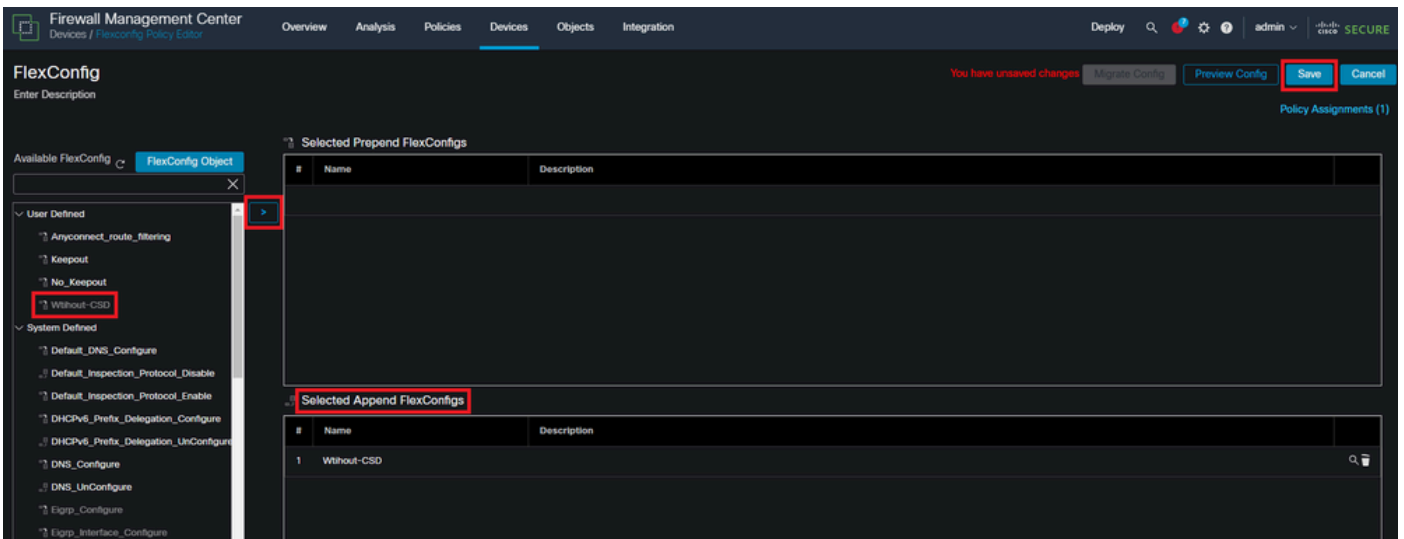 Firewall Management Center
Devices / Flexconfig Policy Editor
Overview Analysis Policies Devices Objects Integration
Deploy admin cisco SECURE
FlexConfig
Enter Description
You have unsaved changes Migrate Config Preview Config Save Cancel
Policy Assignments (1)
Available FlexConfig FlexConfig Object
Selected Prepend FlexConfigs
# Name Description
>
User Defined
Anyconnect_route_filtering
Keepout
No_Keepout
Wtihout-CSD
System Defined
Default_DNS_Configure
Default_Inspection_Protocol_Disable
Default_Inspection_Protocol_Enable
DHCPv6_Prefix_Delegation_Configure
DHCPv6_Prefix_Delegation_UnConfigure
DNS_Configure
DNS_UnConfigure
Eigrp_Configure
Eigrp_Interface_Configure
Selected Append FlexConfigs
# Name Description
1 Wtihout-CSD